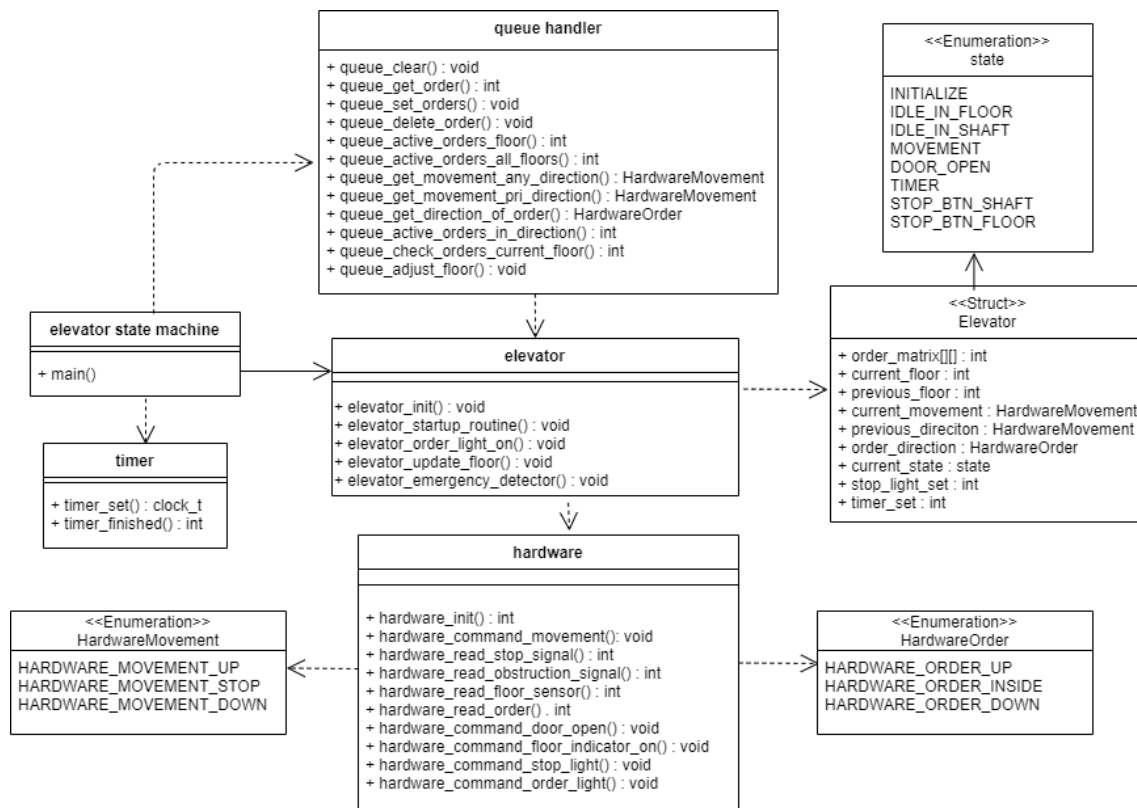 queue handler
+ queue_clear() : void
+ queue_get_order() : int
+ queue_set_orders() : void
+ queue_delete_order() : void
+ queue_active_orders_floor() : int
+ queue_active_orders_all_floors() : int
+ queue_get_movement_any_direction() : HardwareMovement
+ queue_get_movement_pri_direction() : HardwareMovement
+ queue_get_direction_of_order() : HardwareOrder
+ queue_active_orders_in_direction() : int
+ queue_check_orders_current_floor() : int
+ queue_adjust_floor() : void
<<Enumeration>>
state
INITIALIZE
IDLE_IN_FLOOR
IDLE_IN_SHAFT
MOVEMENT
DOOR_OPEN
TIMER
STOP_BTN_SHAFT
STOP_BTN_FLOOR
elevator state machine
+ main()
elevator
+ elevator_init() : void
+ elevator_startup_routine() : void
+ elevator_order_light_on() : void
+ elevator_update_floor() : void
+ elevator_emergency_detector() : void
<<Struct>>
Elevator
+ order_matrix[][] : int
+ current_floor : int
+ previous_floor : int
+ current_movement : HardwareMovement
+ previous_direciton : HardwareMovement
+ order_direction : HardwareOrder
+ current_state : state
+ stop_light_set : int
+ timer_set : int
timer
+ timer_set() : clock_t
+ timer_finished() : int
hardware
+ hardware_init() : int
+ hardware_command_movement(): void
+ hardware_read_stop_signal() : int
+ hardware_read_obstruction_signal() : int
+ hardware_read_floor_sensor() : int
+ hardware_read_order() . int
+ hardware_command_door_open() : void
+ hardware_command_floor_indicator_on() : void
+ hardware_command_stop_light() : void
+ hardware_command_order_light() : void
<<Enumeration>>
HardwareMovement
HARDWARE_MOVEMENT_UP
HARDWARE_MOVEMENT_STOP
HARDWARE_MOVEMENT_DOWN
<<Enumeration>>
HardwareOrder
HARDWARE_ORDER_UP
HARDWARE_ORDER_INSIDE
HARDWARE_ORDER_DOWN